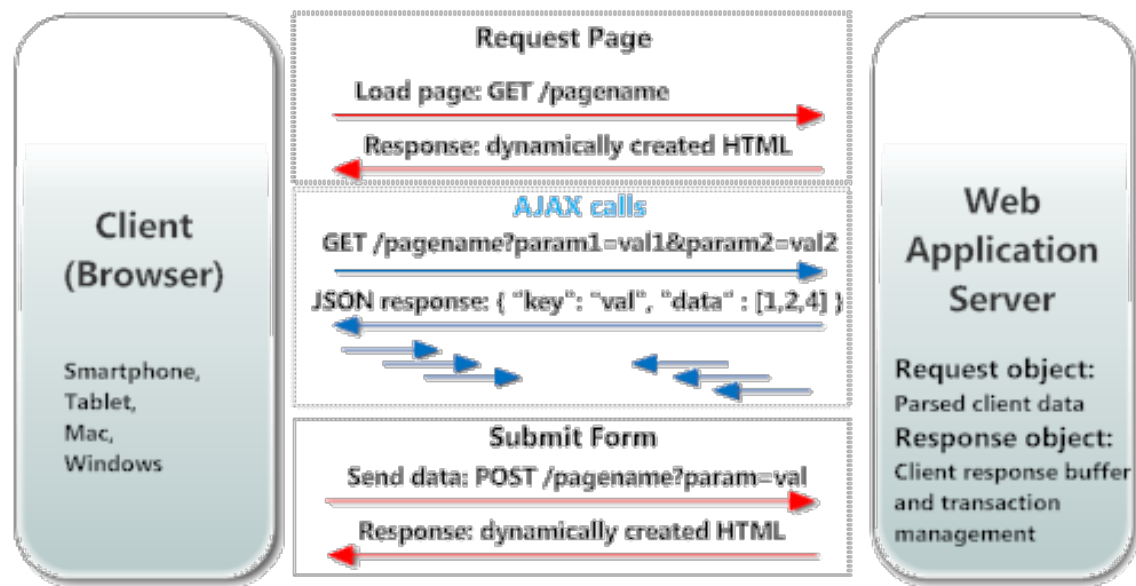 Client
(Browser)
Smartphone,
Tablet,
Mac,
Windows
Request Page
Load page: GET /pagename
Response: dynamically created HTML
AJAX calls
GET /pagename?param1=val1&param2=val2
JSON response: { "key": "val", "data" : [1,2,4] }
Submit Form
Send data: POST /pagename?param=val
Response: dynamically created HTML
Web
Application
Server
Request object:
Parsed client data
Response object:
Client response buffer
and transaction
management